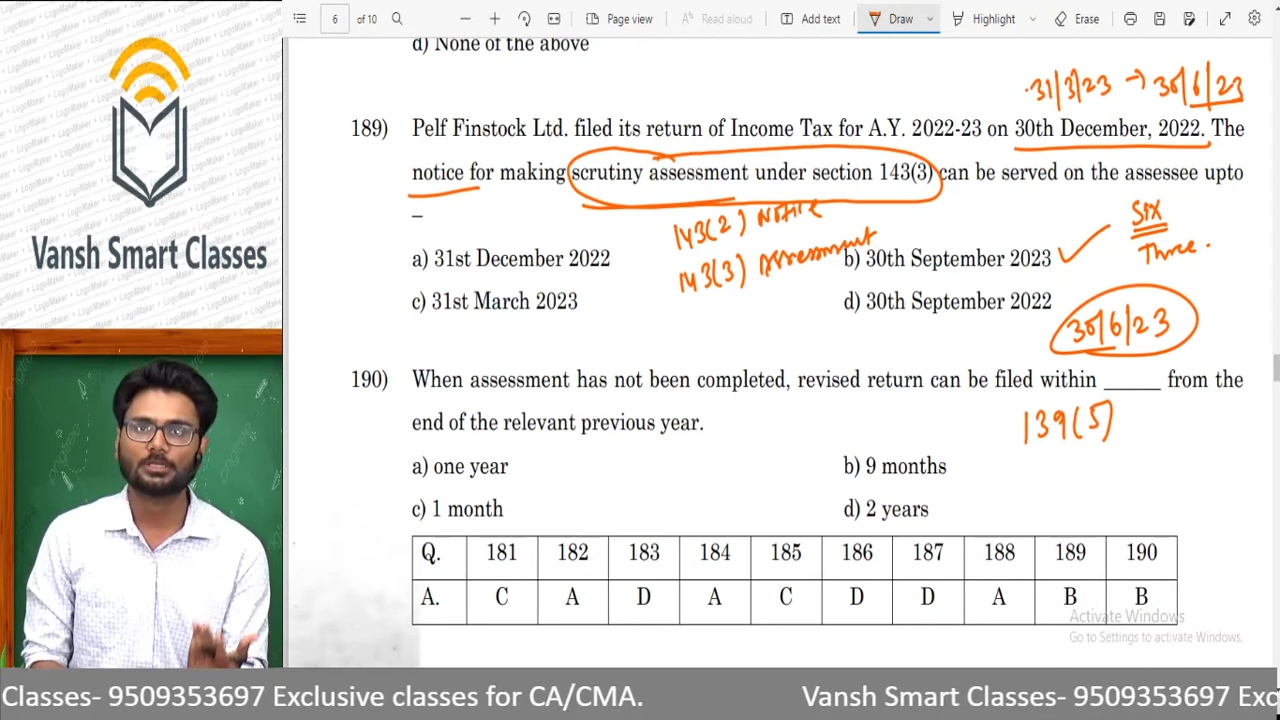 6 of 10 Page view Read aloud Add text Draw Highlight Erase
d) None of the above
31/3/23 → 30/6/23
189) Pelf Finstock Ltd. filed its return of Income Tax for A.Y. 2022-23 on 30th December, 2022. The
notice for making scrutiny assessment under section 143(3) can be served on the assessee upto
–
143(2) Notice
143(3) Assessment
Six
Three.
a) 31st December 2022 b) 30th September 2023
c) 31st March 2023 d) 30th September 2022
30/6/23
190) When assessment has not been completed, revised return can be filed within _____ from the
end of the relevant previous year.
139(5)
a) one year b) 9 months
c) 1 month d) 2 years
Q. 181 182 183 184 185 186 187 188 189 190
A. C A D A C D D A B B
Activate Windows
Go to Settings to activate Windows.
Vansh Smart Classes
Classes- 9509353697 Exclusive classes for CA/CMA. Vansh Smart Classes- 9509353697 Exc